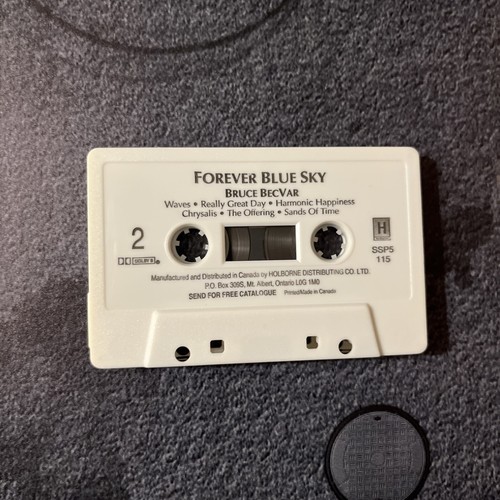 FOREVER BLUE SKY
BRUCE BECVAR
Waves • Really Great Day • Harmonic Happiness
Chrysalis • The Offering • Sands Of Time
2
H
DOLBY B
SSP5
115
Manufactured and Distributed in Canada by HOLBORNE DISTRIBUTING CO. LTD.
P.O. Box 309S, Mt. Albert, Ontario L0G 1M0
SEND FOR FREE CATALOGUE Printed/Made in Canada